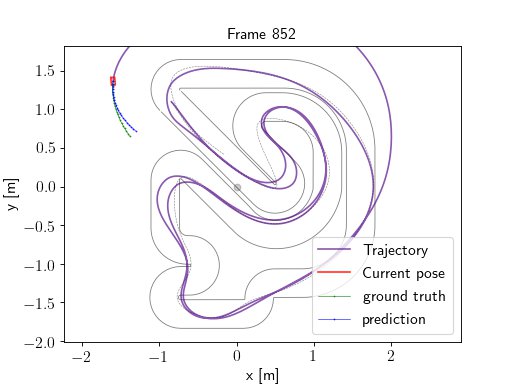 Frame 852
y [m]
1.5
1.0
0.5
0.0
−0.5
−1.0
−1.5
−2.0
Trajectory
Current pose
ground truth
prediction
−2
−1
0
1
2
x [m]